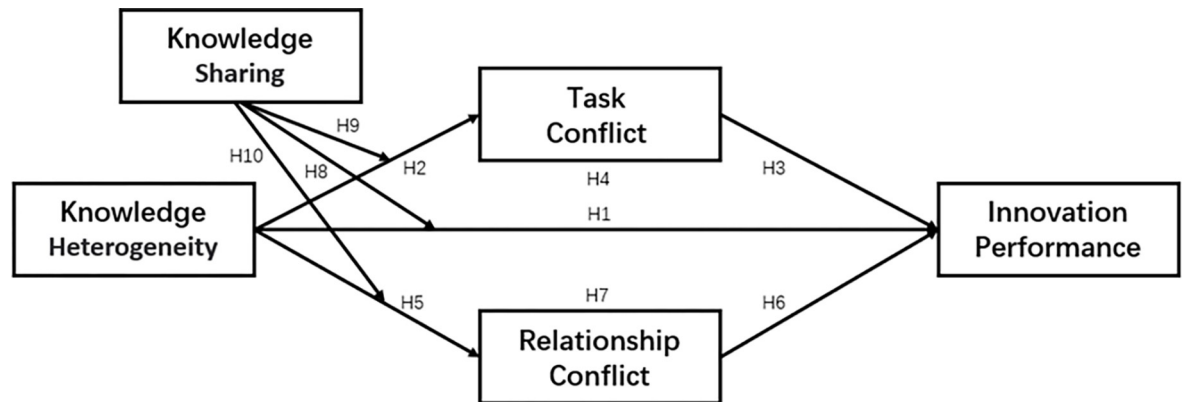 Knowledge
Sharing
Task
Conflict
H9
H10
H8
H2
H4
H3
Knowledge
Heterogeneity
H1
Innovation
Performance
H5
H7
H6
Relationship
Conflict